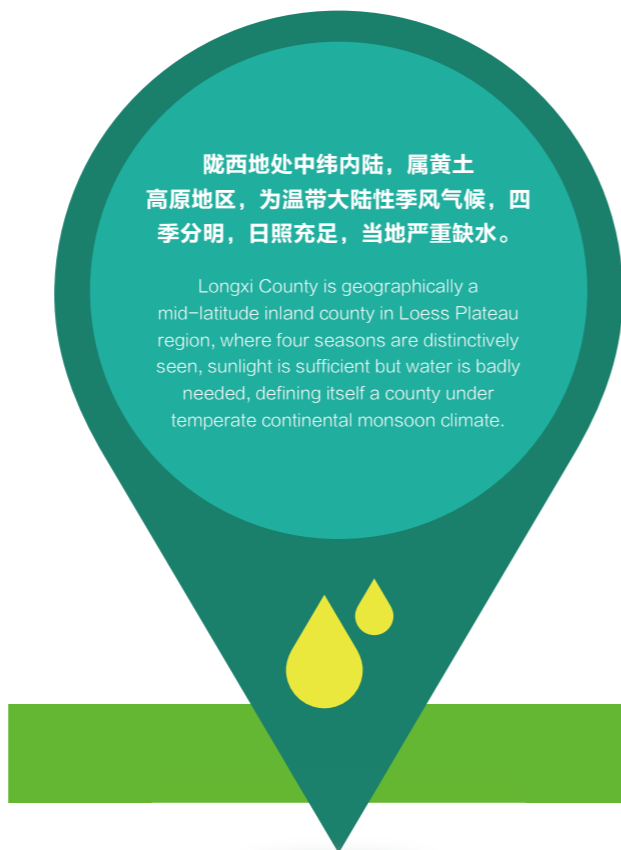 陇西地处中纬内陆，属黄土
高原地区，为温带大陆性季风气候，四
季分明，日照充足，当地严重缺水。
Longxi County is geographically a
mid-latitude inland county in Loess Plateau
region, where four seasons are distinctively
seen, sunlight is sufficient but water is badly
needed, defining itself a county under
temperate continental monsoon climate.